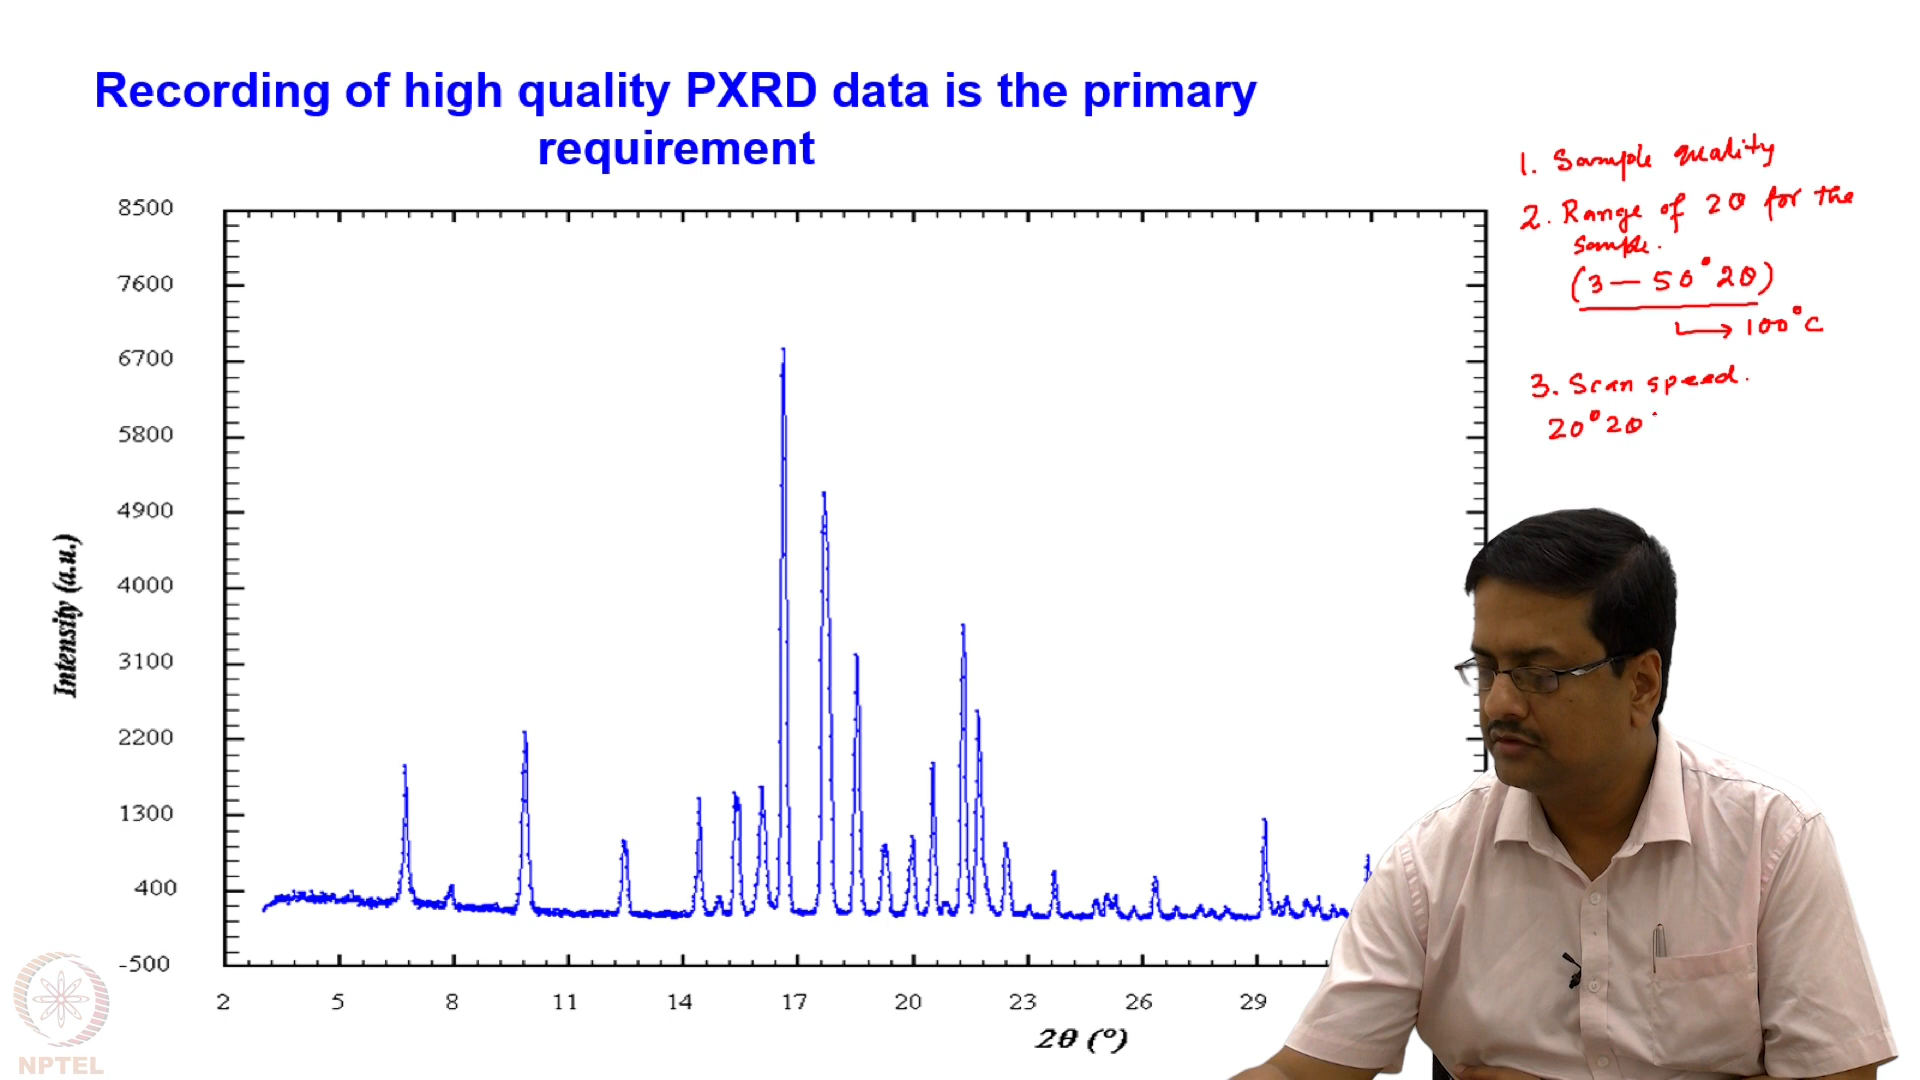 Recording of high quality PXRD data is the primary
requirement
1. Sample quality
2. Range of 2θ for the
sample.
(3 — 50° 2θ)
↳ 100°C
3. Scan speed.
20° 2θ
8500
7600
6700
5800
4900
4000
3100
2200
1300
400
-500
Intensity (a.u.)
2 5 8 11 14 17 20 23 26 29
2θ (°)
NPTEL